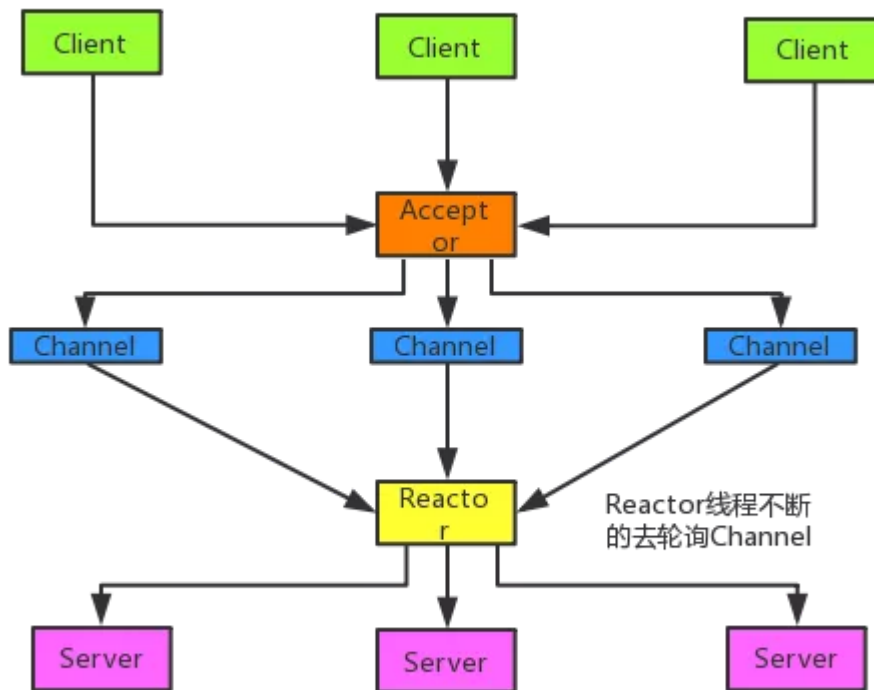 Client
Client
Client
Accept
or
Channel
Channel
Channel
Reacto
r
Reactor线程不断
的去轮询Channel
Server
Server
Server